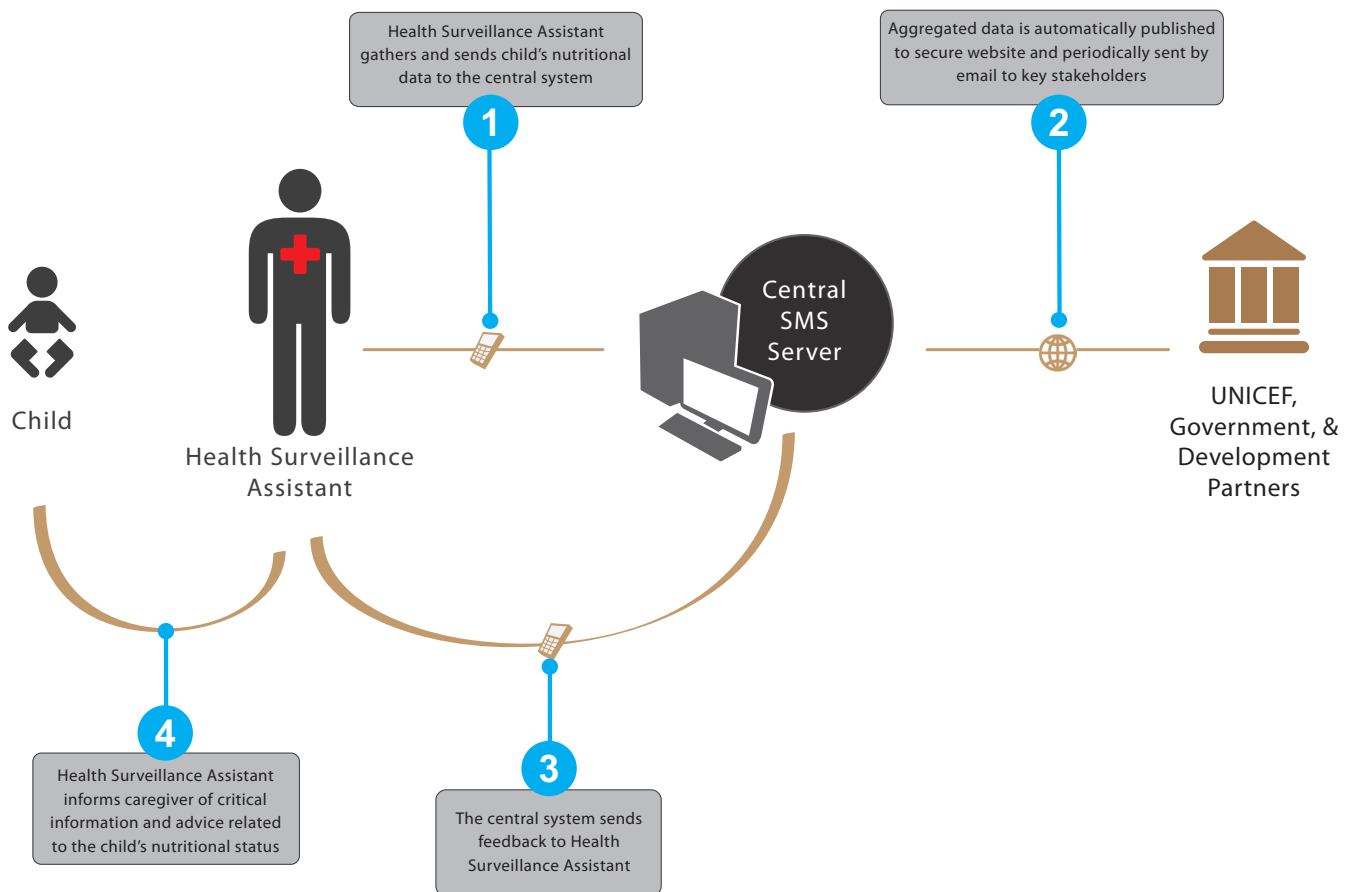 Health Surveillance Assistant
gathers and sends child's nutritional
data to the central system
1
Aggregated data is automatically published
to secure website and periodically sent by
email to key stakeholders
2
Central
SMS
Server
Child
Health Surveillance
Assistant
UNICEF,
Government, &
Development
Partners
4
Health Surveillance Assistant
informs caregiver of critical
information and advice related
to the child's nutritional status
3
The central system sends
feedback to Health
Surveillance Assistant